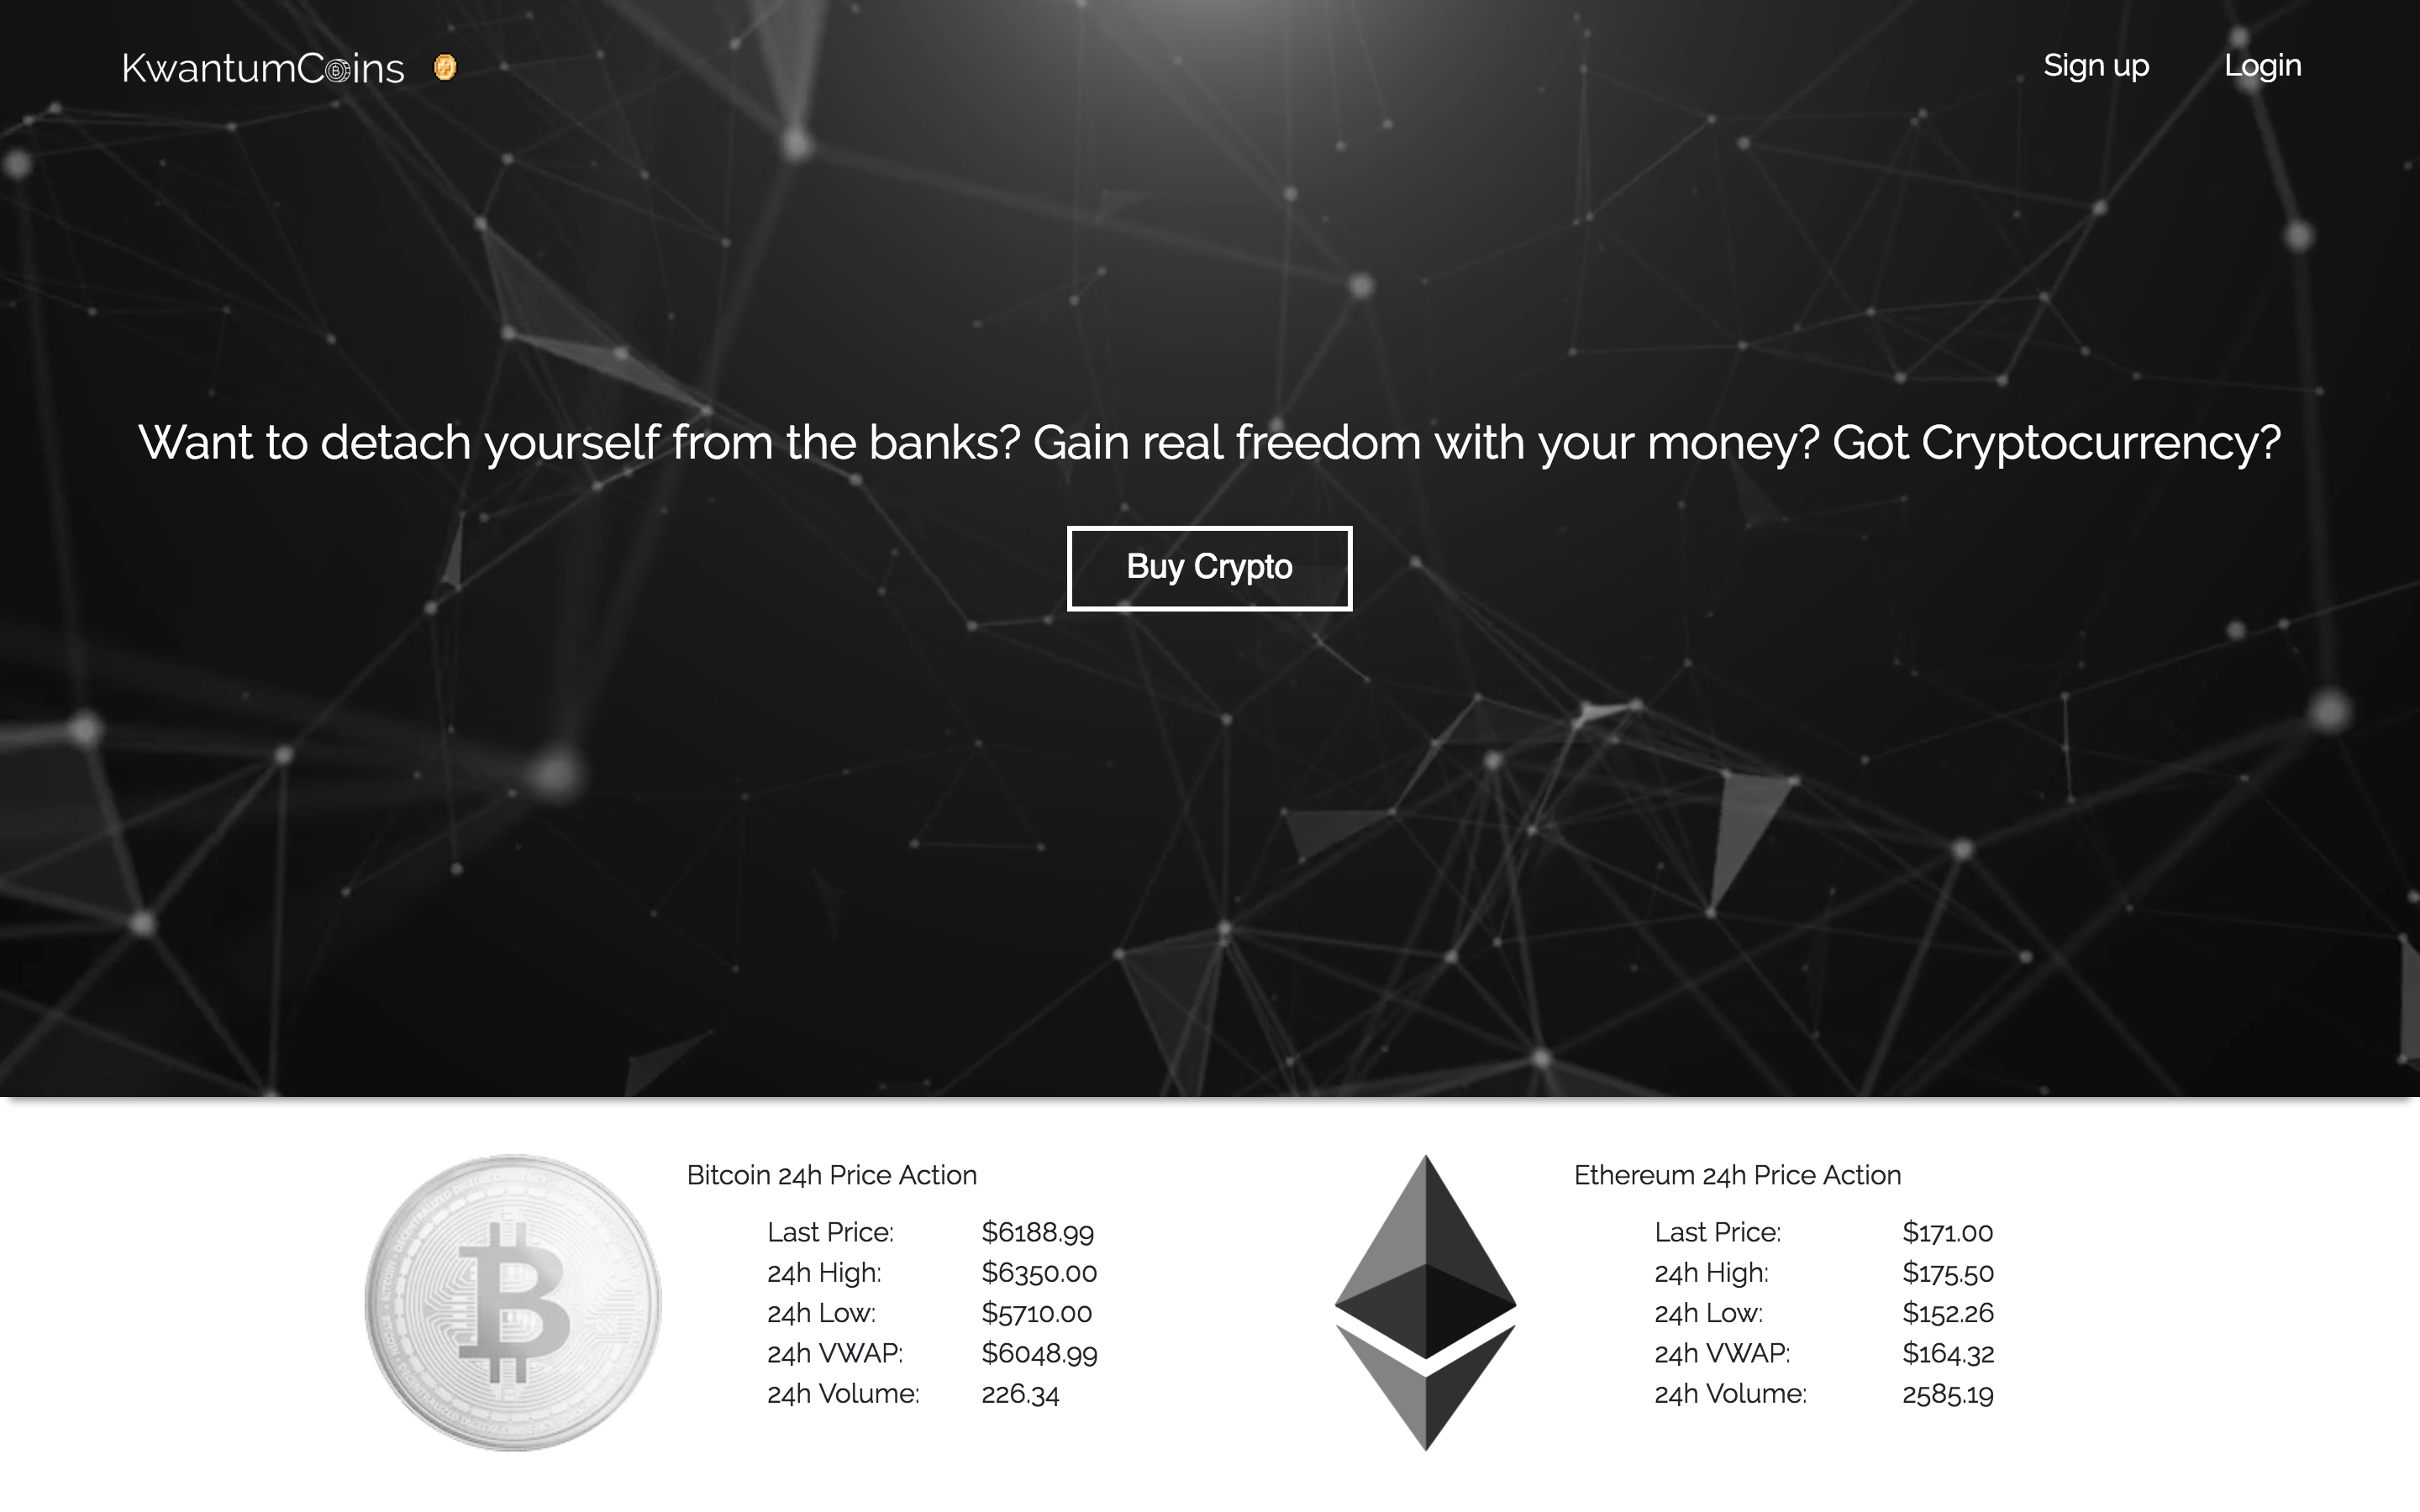 KwantumCoins
Sign up
Login
Want to detach yourself from the banks? Gain real freedom with your money? Got Cryptocurrency?
Buy Crypto
Bitcoin 24h Price Action
Last Price: $6188.99
24h High: $6350.00
24h Low: $5710.00
24h VWAP: $6048.99
24h Volume: 226.34
Ethereum 24h Price Action
Last Price: $171.00
24h High: $175.50
24h Low: $152.26
24h VWAP: $164.32
24h Volume: 2585.19